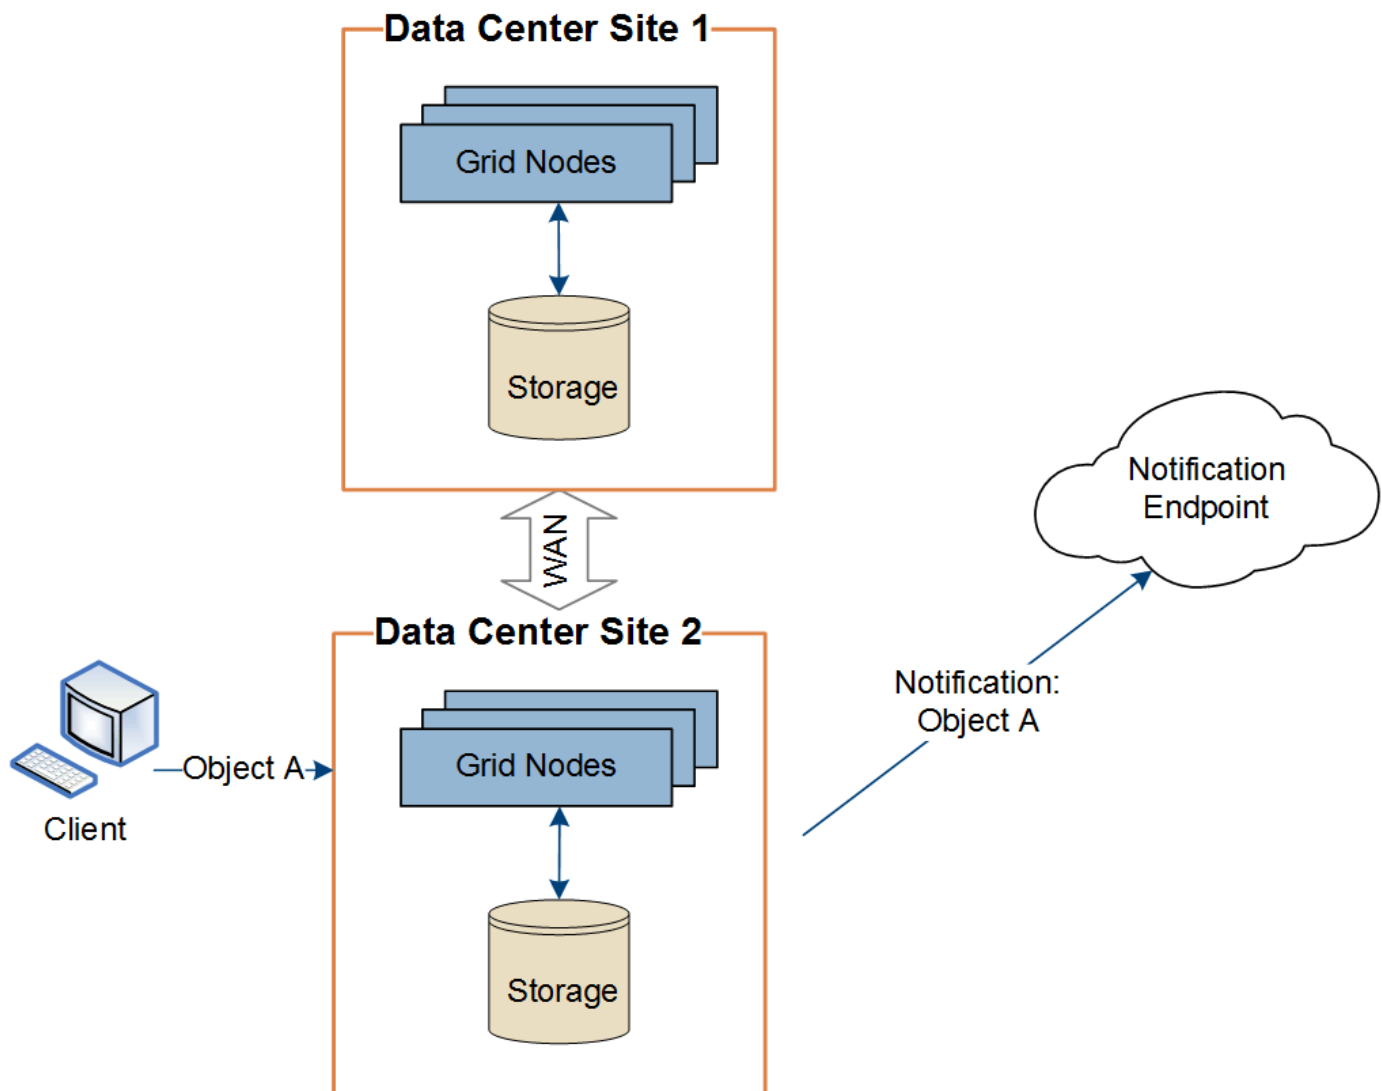 Data Center Site 1
Grid Nodes
Storage
WAN
Notification
Endpoint
Data Center Site 2
Notification:
Object A
Grid Nodes
Object A
Client
Storage